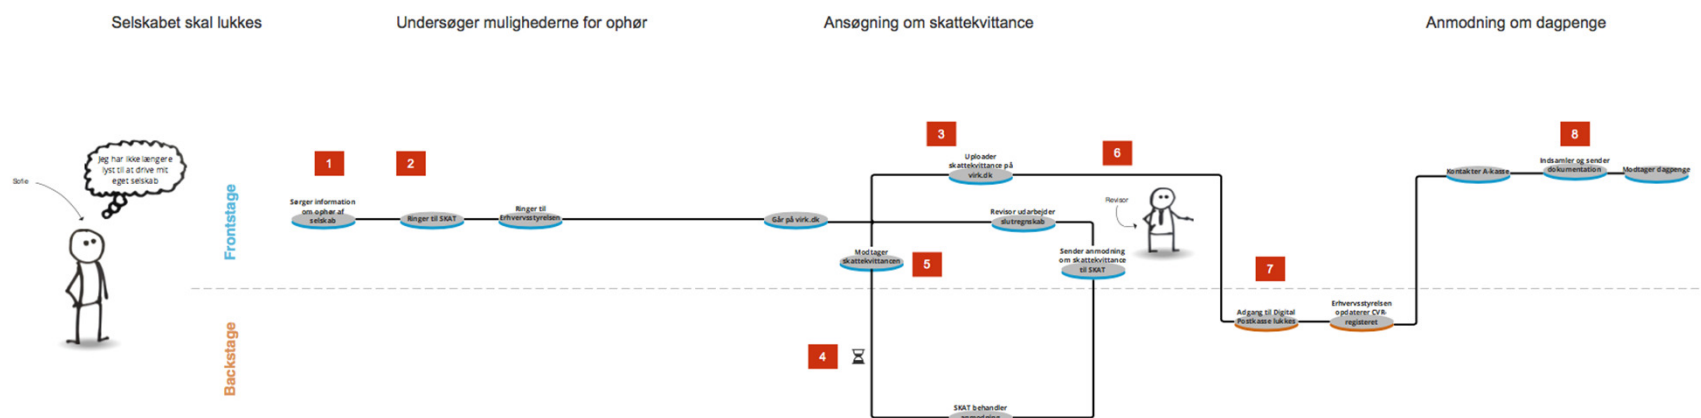 Selskabet skal lukkes
Undersøger mulighederne for ophør
Ansøgning om skattekvittance
Anmodning om dagpenge
Jeg har ikke længere
lyst til at drive mit
eget selskab
Sofie
Frontstage
Backstage
1
Sørger information
om ophør af
selskab
2
Ringer til SKAT
Ringer til
Erhvervsstyrelsen
Går på virk.dk
3
Uploader
skattekvittance på
virk.dk
Revisor udarbejder
slutregnskab
Modtager
skattekvittancen
5
Sender anmodning
om skattekvittance
til SKAT
6
Revisor
4
SKAT behandler
anmodning
7
Adgang til Digital
Postkasse lukkes
Erhvervsstyrelsen
opdaterer CVR-
registeret
Kontakter A-kasse
8
Indsamler og sender
dokumentation
Modtager dagpenge